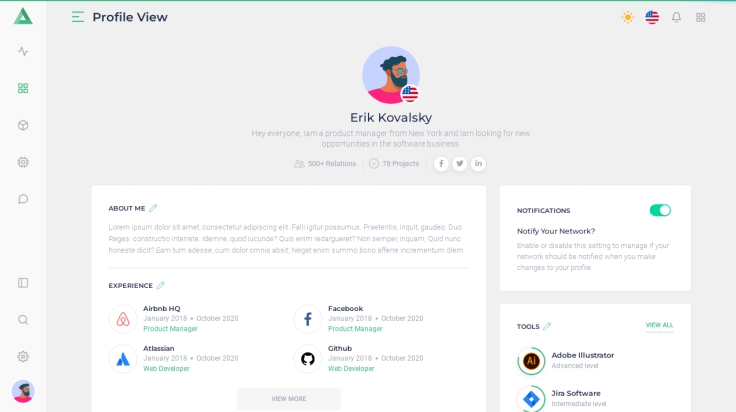 Profile View
Erik Kovalsky
Hey everyone, Iam a product manager from New York and Iam looking for new
opportunities in the software business.
500+ Relations
78 Projects
ABOUT ME
Lorem ipsum dolor sit amet, consectetur adipiscing elit. Falli igitur possumus. Praeteritis, inquit, gaudeo. Duo
Reges: constructio interrete. Idemne, quod iucunde? Quis enim redargueret? Non semper, inquam; Quid nunc
honeste dicit? Eam tum adesse, cum dolor omnis absit; Negat enim summo bono afferre incrementum diem.
EXPERIENCE
Airbnb HQ
January 2018 • October 2020
Product Manager
Facebook
January 2018 • October 2020
Product Manager
Atlassian
January 2018 • October 2020
Web Developer
Github
January 2018 • October 2020
Web Developer
VIEW MORE
NOTIFICATIONS
Notify Your Network?
Enable or disable this setting to manage if your
network should be notified when you make
changes to your profile
TOOLS
VIEW ALL
Ai
Adobe Illustrator
Advanced level
Jira Software
Intermediate level